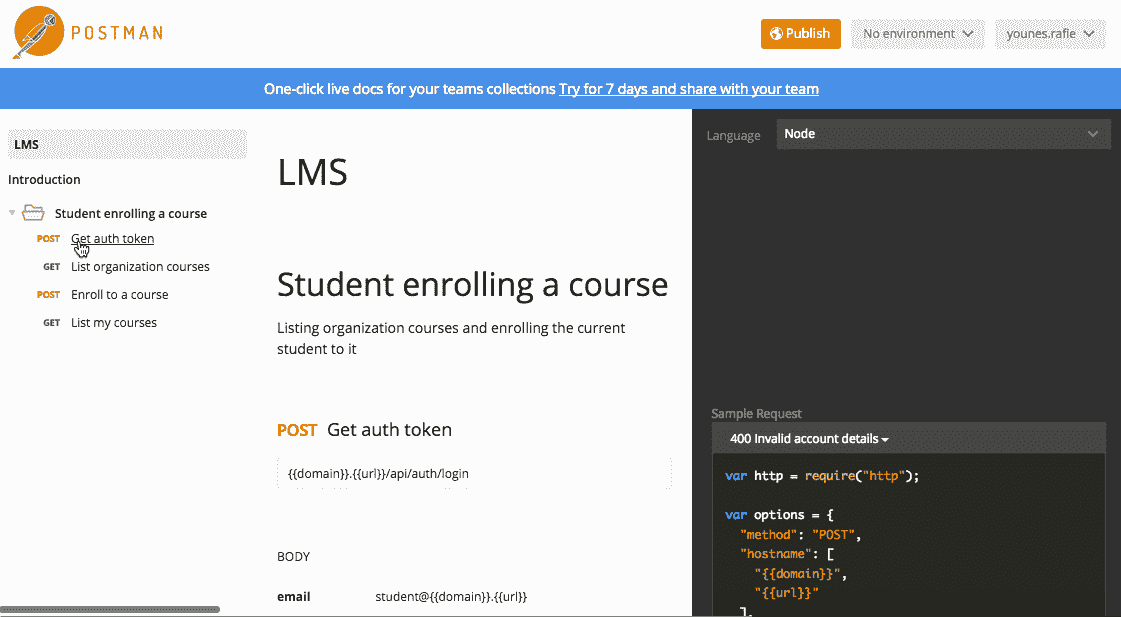 POSTMAN
Publish
No environment
younes.rafie
One-click live docs for your teams collections Try for 7 days and share with your team
LMS
Introduction
Student enrolling a course
POST Get auth token
GET List organization courses
POST Enroll to a course
GET List my courses
LMS
Student enrolling a course
Listing organization courses and enrolling the current
student to it
POST Get auth token
{{domain}}.{{url}}/api/auth/login
BODY
email student@{{domain}}.{{url}}
Language Node
Sample Request
400 Invalid account details
var http = require("http");
var options = {
"method": "POST",
"hostname": [
"{{domain}}",
"{{url}}"
],